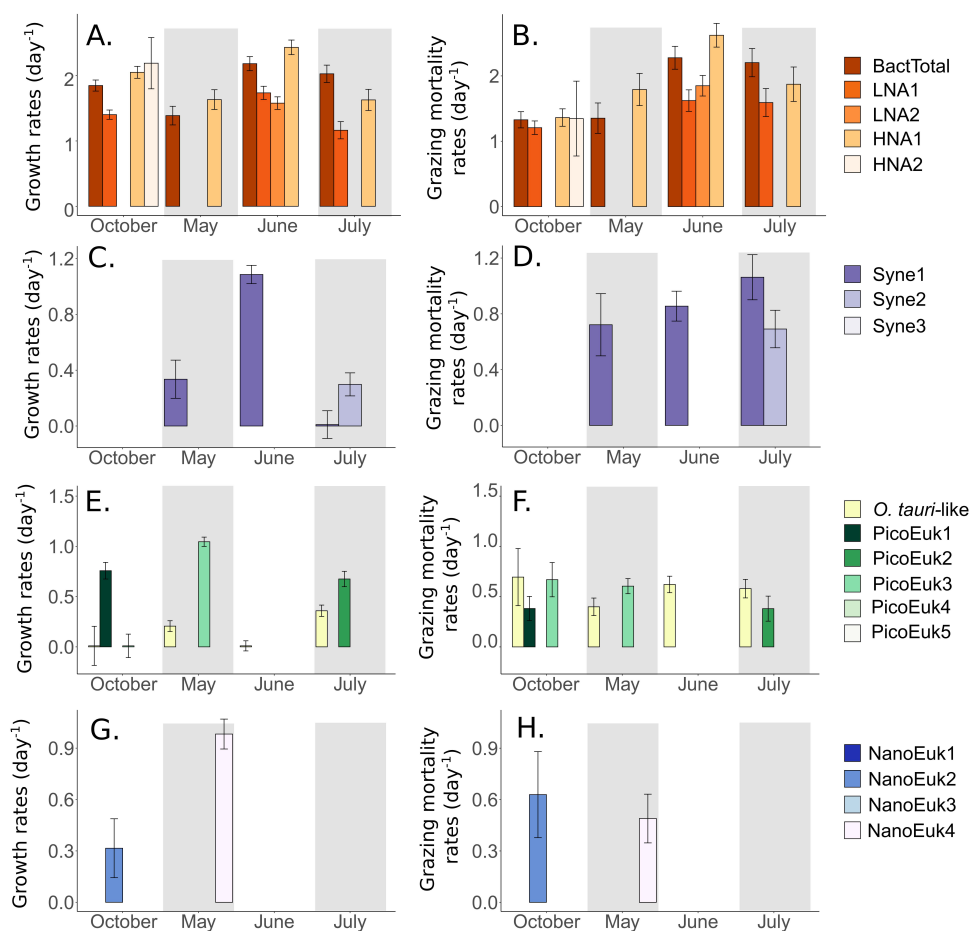 A.
Growth rates (day-1)
2
1
0
October May June July
B.
Grazing mortality
rates (day-1)
2
1
0
October May June July
BactTotal
LNA1
LNA2
HNA1
HNA2
C.
Growth rates (day-1)
1.2
0.4
0.4
0.0
October May June July
D.
Grazing mortality
rates (day-1)
1.2
0.8
0.4
0.0
October May June July
Syne1
Syne2
Syne3
E.
Growth rates (day-1)
1.5
1.0
0.5
0.0
October May June July
F.
Grazing mortality
rates (day-1)
1.5
1.0
0.5
0.0
October May June July
O. tauri-like
PicoEuk1
PicoEuk2
PicoEuk3
PicoEuk4
PicoEuk5
G.
Growth rates (day-1)
0.9
0.6
0.3
0.0
October May June July
H.
Grazing mortality
rates (day-1)
0.9
0.6
0.3
0.0
October May June July
NanoEuk1
NanoEuk2
NanoEuk3
NanoEuk4